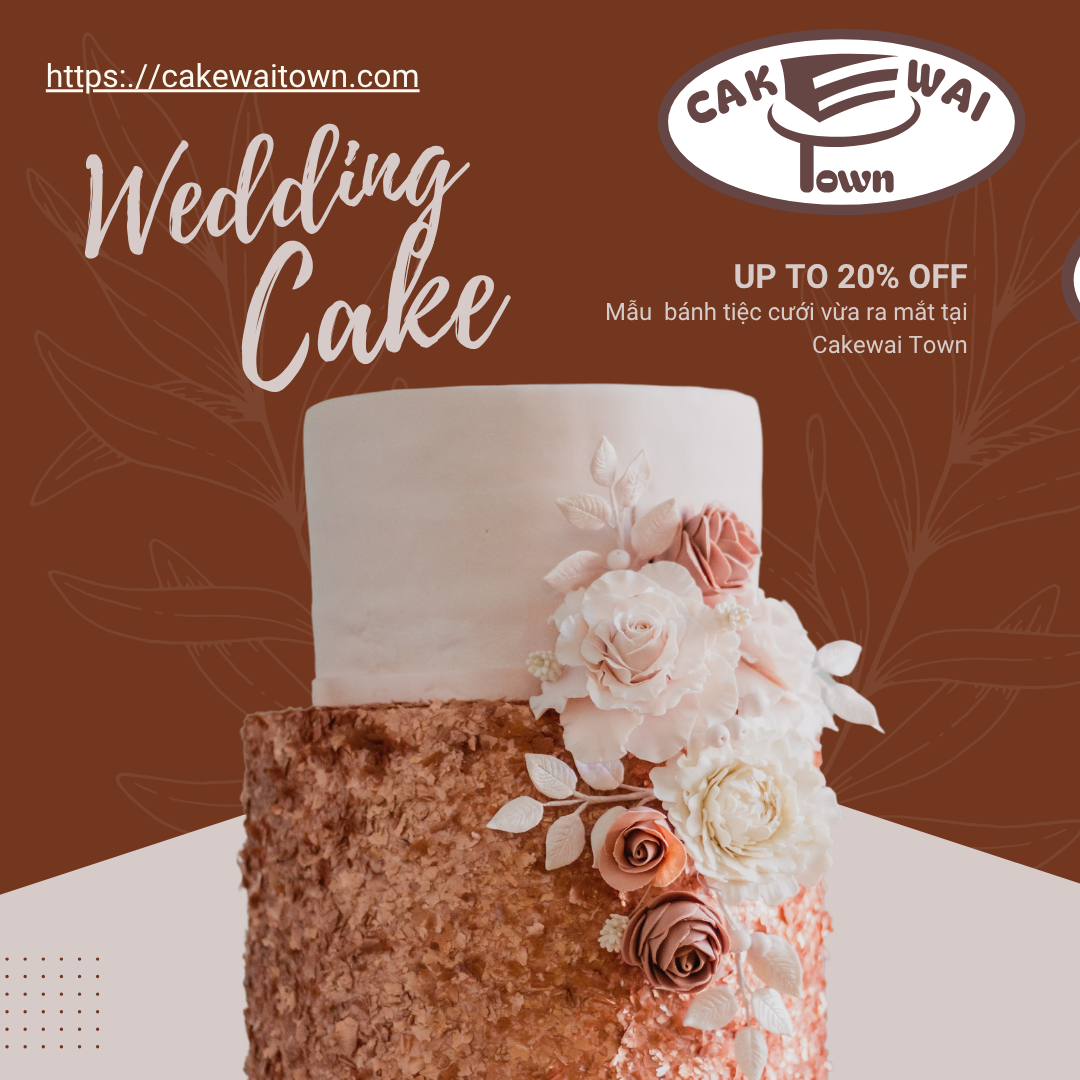 https:.//cakewaitown.com
CAKEWAI
Town
Wedding
Cake
UP TO 20% OFF
Mẫu  bánh tiệc cưới vừa ra mắt tại
Cakewai Town